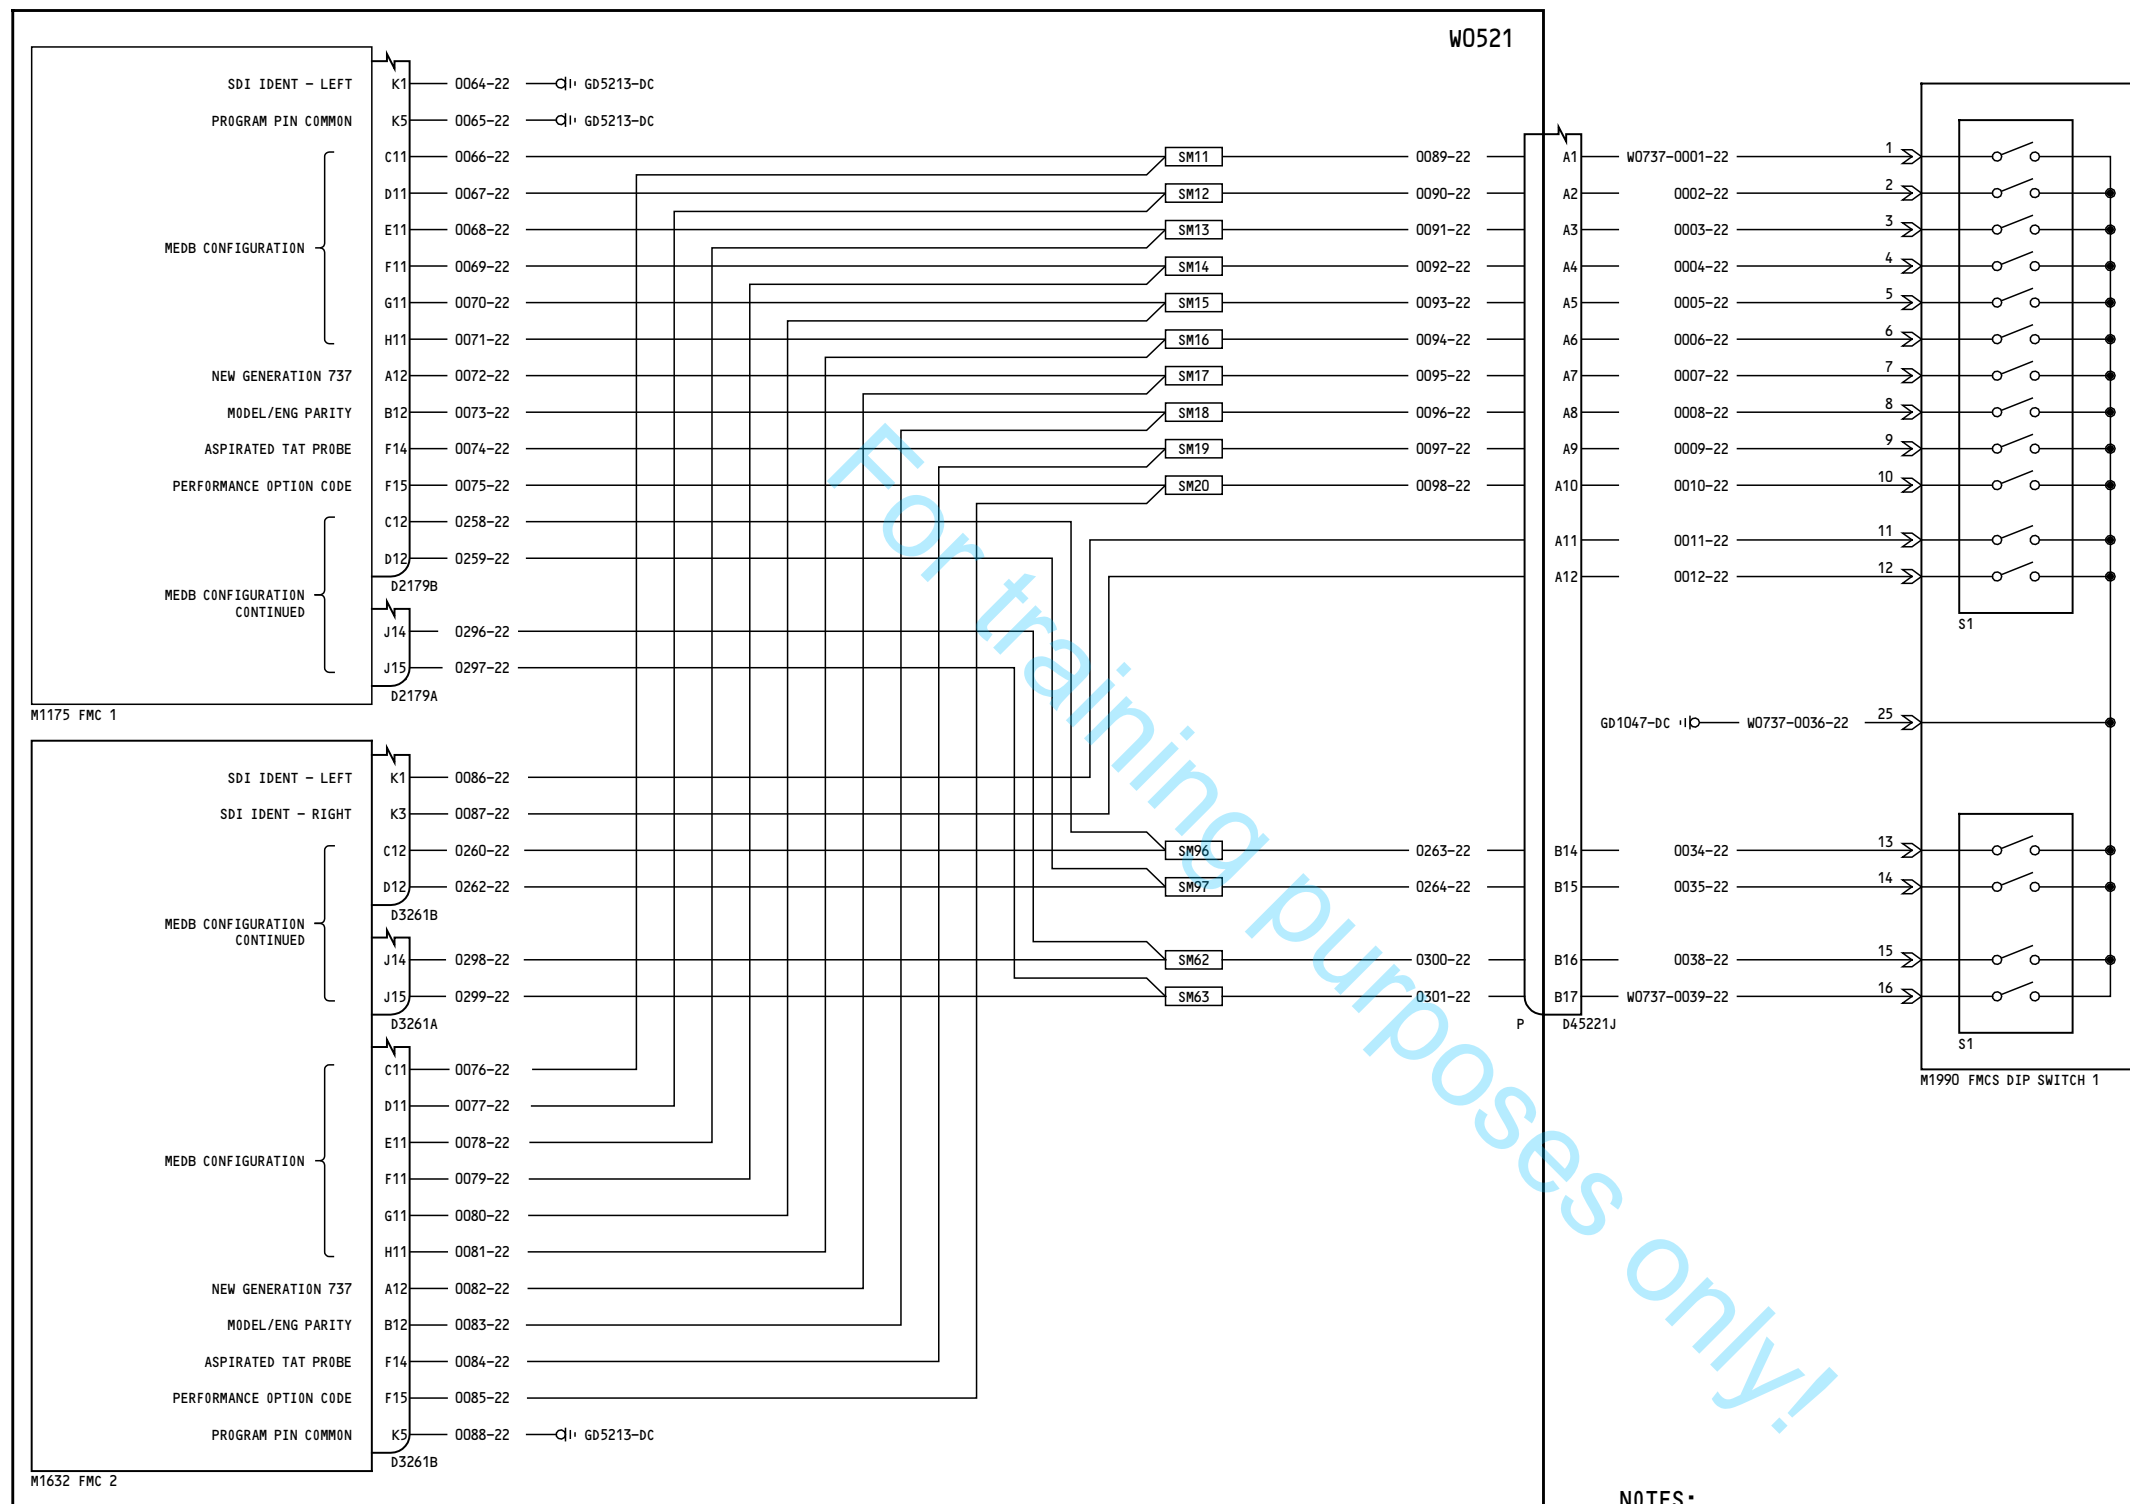 W0521
SDI IDENT - LEFT K1 0064-22 GD5213-DC
PROGRAM PIN COMMON K5 0065-22 GD5213-DC
C11 0066-22 SM11 0089-22 A1 W0737-0001-22 1
D11 0067-22 SM12 0090-22 A2 0002-22 2
E11 0068-22 SM13 0091-22 A3 0003-22 3
MEDB CONFIGURATION
F11 0069-22 SM14 0092-22 A4 0004-22 4
G11 0070-22 SM15 0093-22 A5 0005-22 5
H11 0071-22 SM16 0094-22 A6 0006-22 6
NEW GENERATION 737 A12 0072-22 SM17 0095-22 A7 0007-22 7
MODEL/ENG PARITY B12 0073-22 SM18 0096-22 A8 0008-22 8
ASPIRATED TAT PROBE F14 0074-22 SM19 0097-22 A9 0009-22 9
PERFORMANCE OPTION CODE F15 0075-22 SM20 0098-22 A10 0010-22 10
C12 0258-22
A11 0011-22 11
D12 0259-22
A12 0012-22 12
D2179B
MEDB CONFIGURATION
CONTINUED
S1
J14 0296-22
J15 0297-22
D2179A
M1175 FMC 1
GD1047-DC W0737-0036-22 25
SDI IDENT - LEFT K1 0086-22
SDI IDENT - RIGHT K3 0087-22
C12 0260-22 SM96 0263-22 B14 0034-22 13
D12 0262-22 SM97 0264-22 B15 0035-22 14
D3261B
MEDB CONFIGURATION
CONTINUED
J14 0298-22 SM62 0300-22 B16 0038-22 15
J15 0299-22 SM63 0301-22 B17 W0737-0039-22 16
D3261A
P D45221J
S1
C11 0076-22
M1990 FMCS DIP SWITCH 1
D11 0077-22
E11 0078-22
MEDB CONFIGURATION
F11 0079-22
G11 0080-22
H11 0081-22
NEW GENERATION 737 A12 0082-22
MODEL/ENG PARITY B12 0083-22
ASPIRATED TAT PROBE F14 0084-22
PERFORMANCE OPTION CODE F15 0085-22
PROGRAM PIN COMMON K5 0088-22 GD5213-DC
D3261B
M1632 FMC 2
For training purposes only!
NOTES: